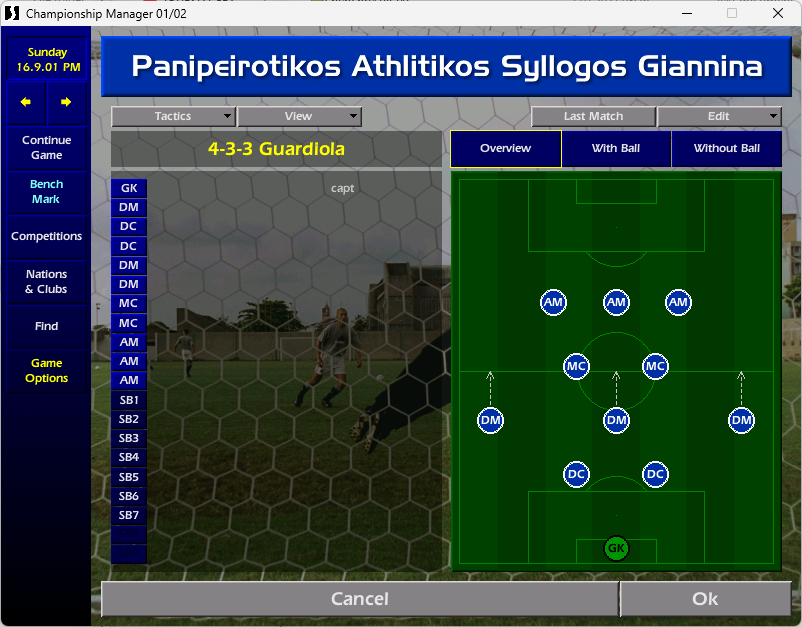 Championship Manager 01/02
Sunday
16.9.01 PM
Continue
Game
Bench
Mark
Competitions
Nations
& Clubs
Find
Game
Options
Panipeirotikos Athlitikos Syllogos Giannina
Tactics
View
Last Match
Edit
4-3-3 Guardiola
Overview
With Ball
Without Ball
GK capt
DM
DC
DC
DM
DM
MC
MC
AM
AM
AM
SB1
SB2
SB3
SB4
SB5
SB6
SB7
AM AM AM
MC MC
DM DM DM
DC DC
GK
Cancel
Ok